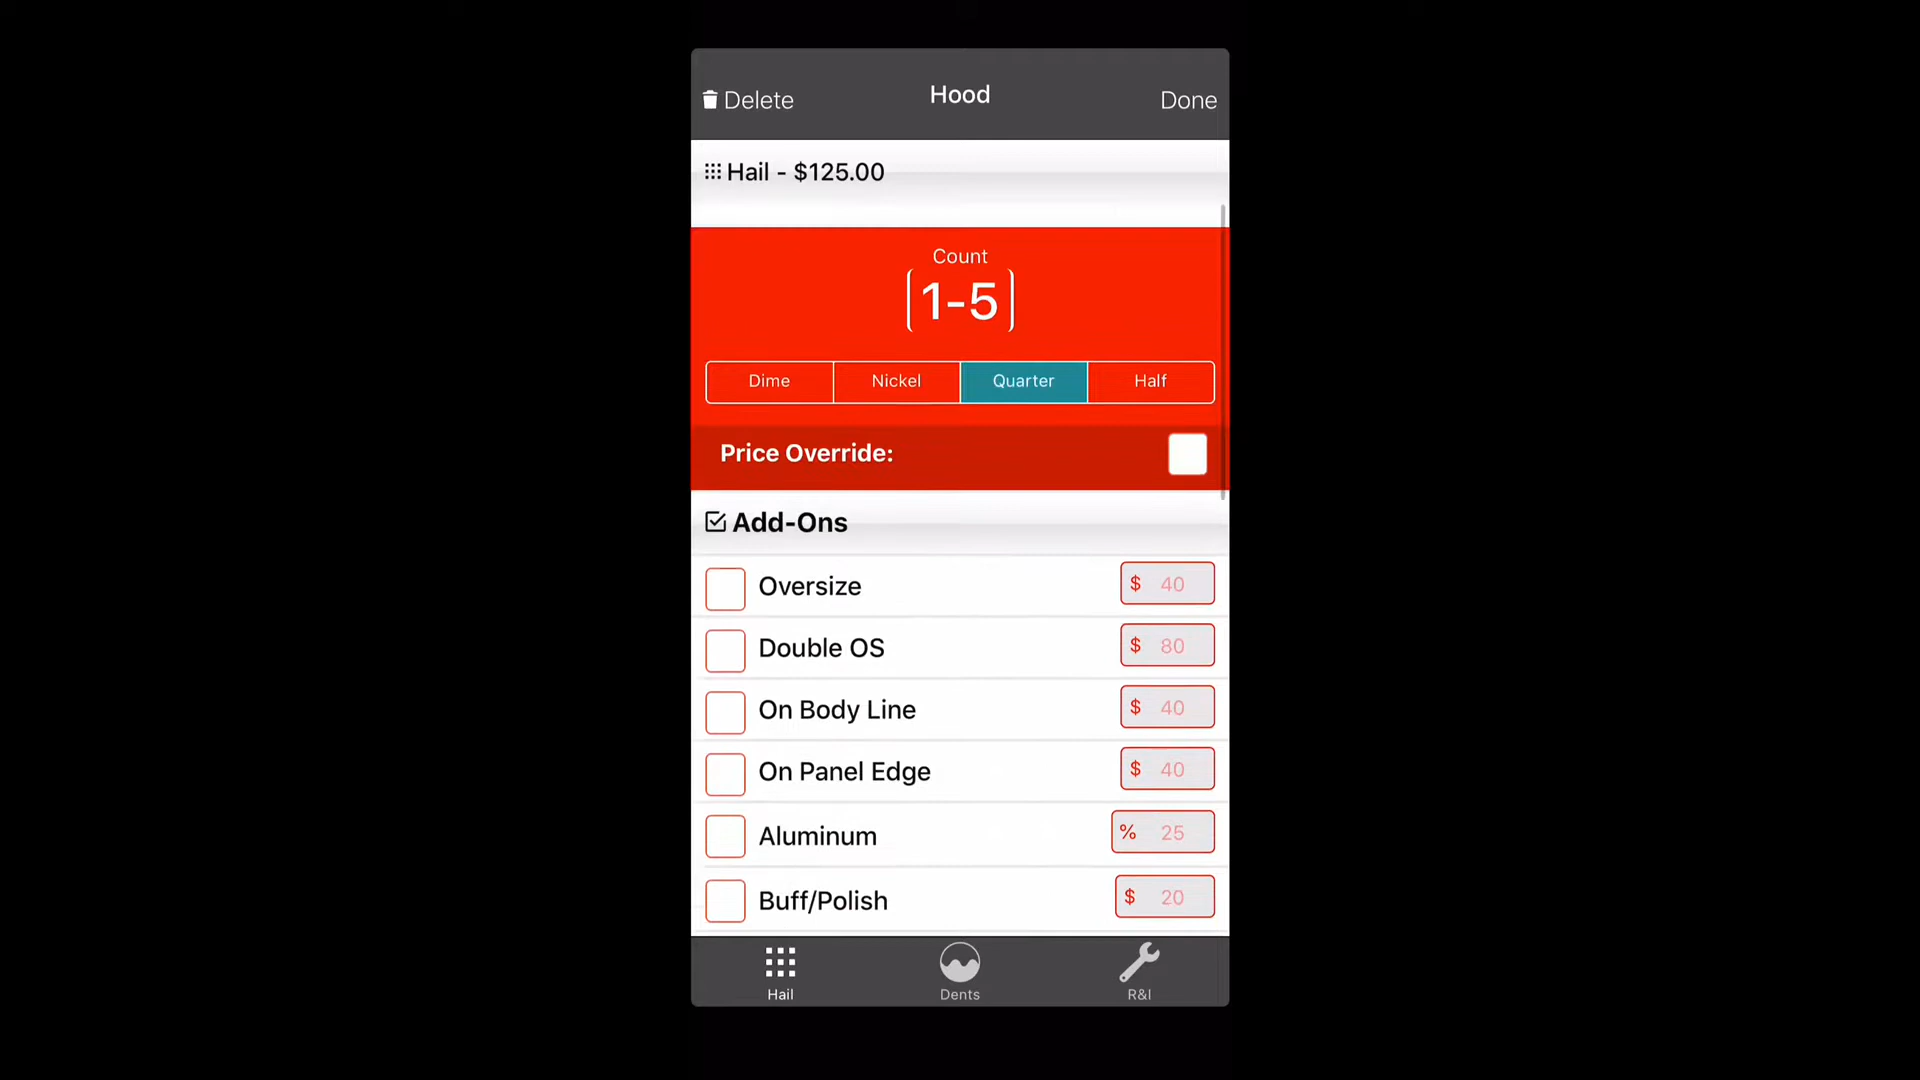 Delete
Hood
Done
Hail - $125.00
Count
1-5
Dime
Nickel
Quarter
Half
Price Override:
Add-Ons
Oversize
$ 40
Double OS
$ 80
On Body Line
$ 40
On Panel Edge
$ 40
Aluminum
% 25
Buff/Polish
$ 20
Hail
Dents
R&I